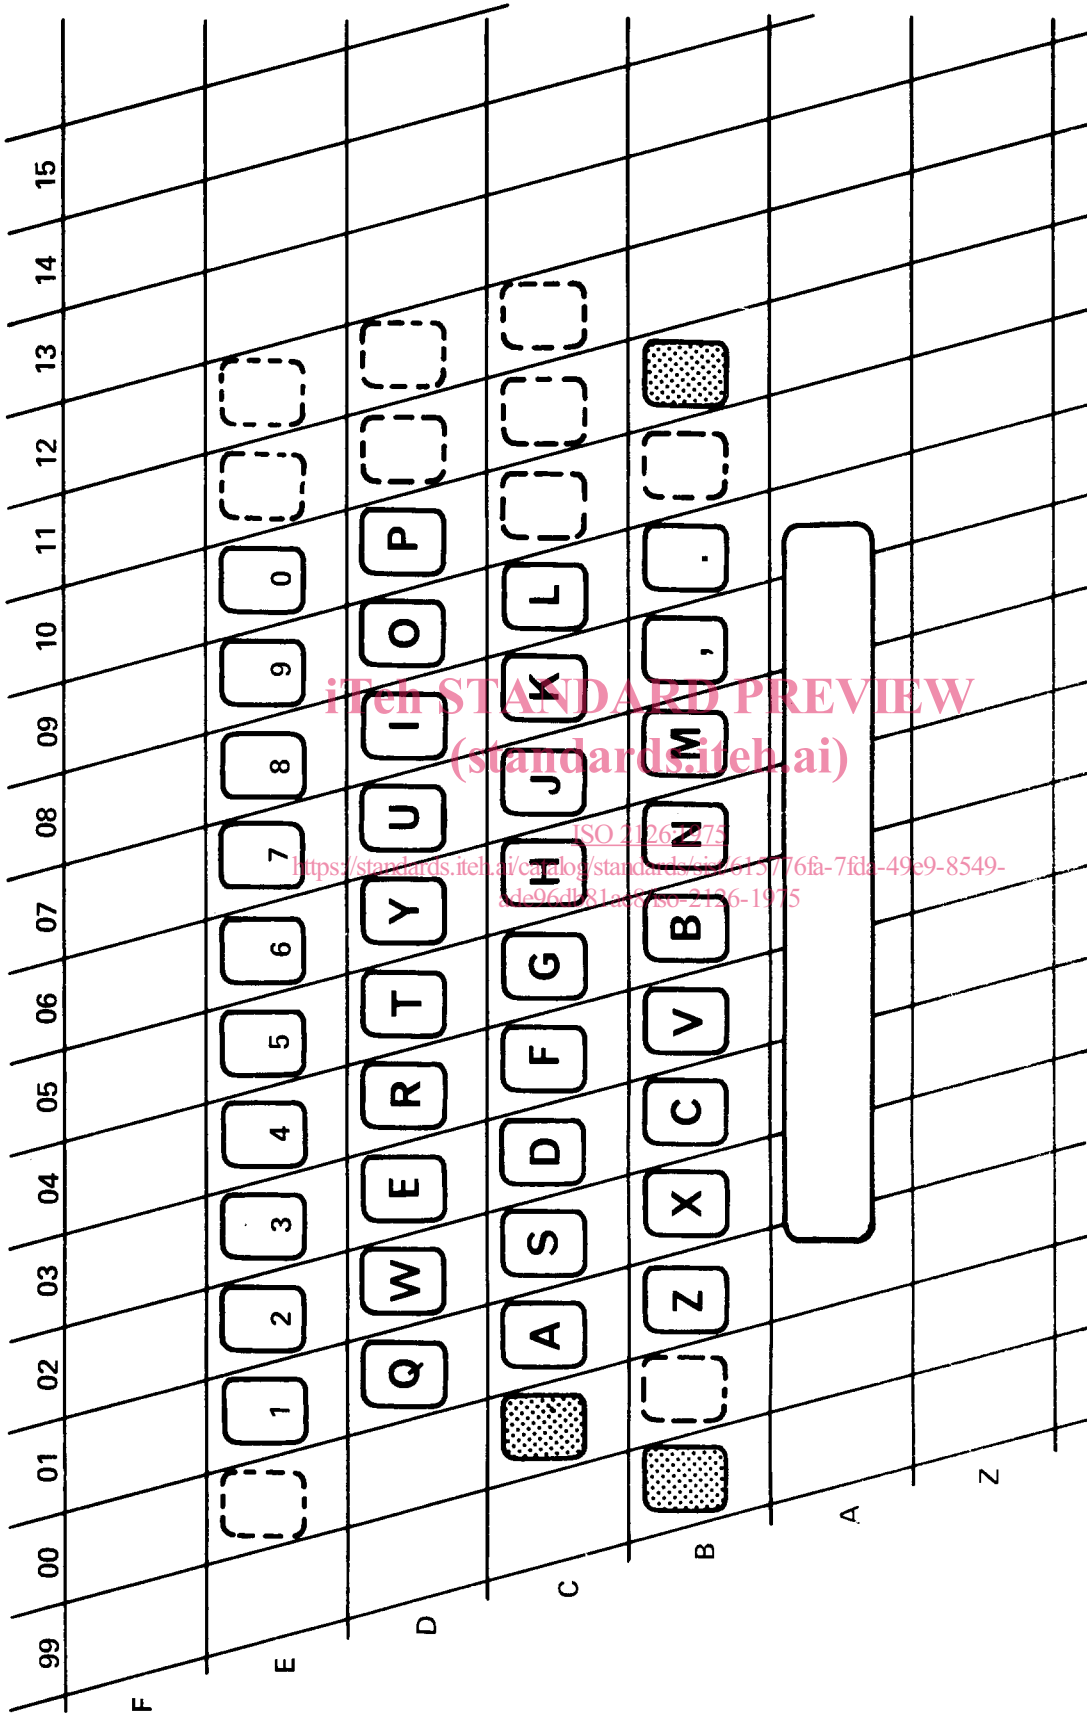 99 00 01 02 03 04 05 06 07 08 09 10 11 12 13 14 15
F
E 1 2 3 4 5 6 7 8 9 0
D Q W E R T Y U I O P
C A S D F G H J K L
B Z X C V B N M , .
A
Z
iTeh STANDARD PREVIEW
(standards.iteh.ai)
ISO 2126:1975
https://standards.iteh.ai/catalog/standards/sist/615776fa-7fda-49e9-8549-
ade96db81ac8/iso-2126-1975